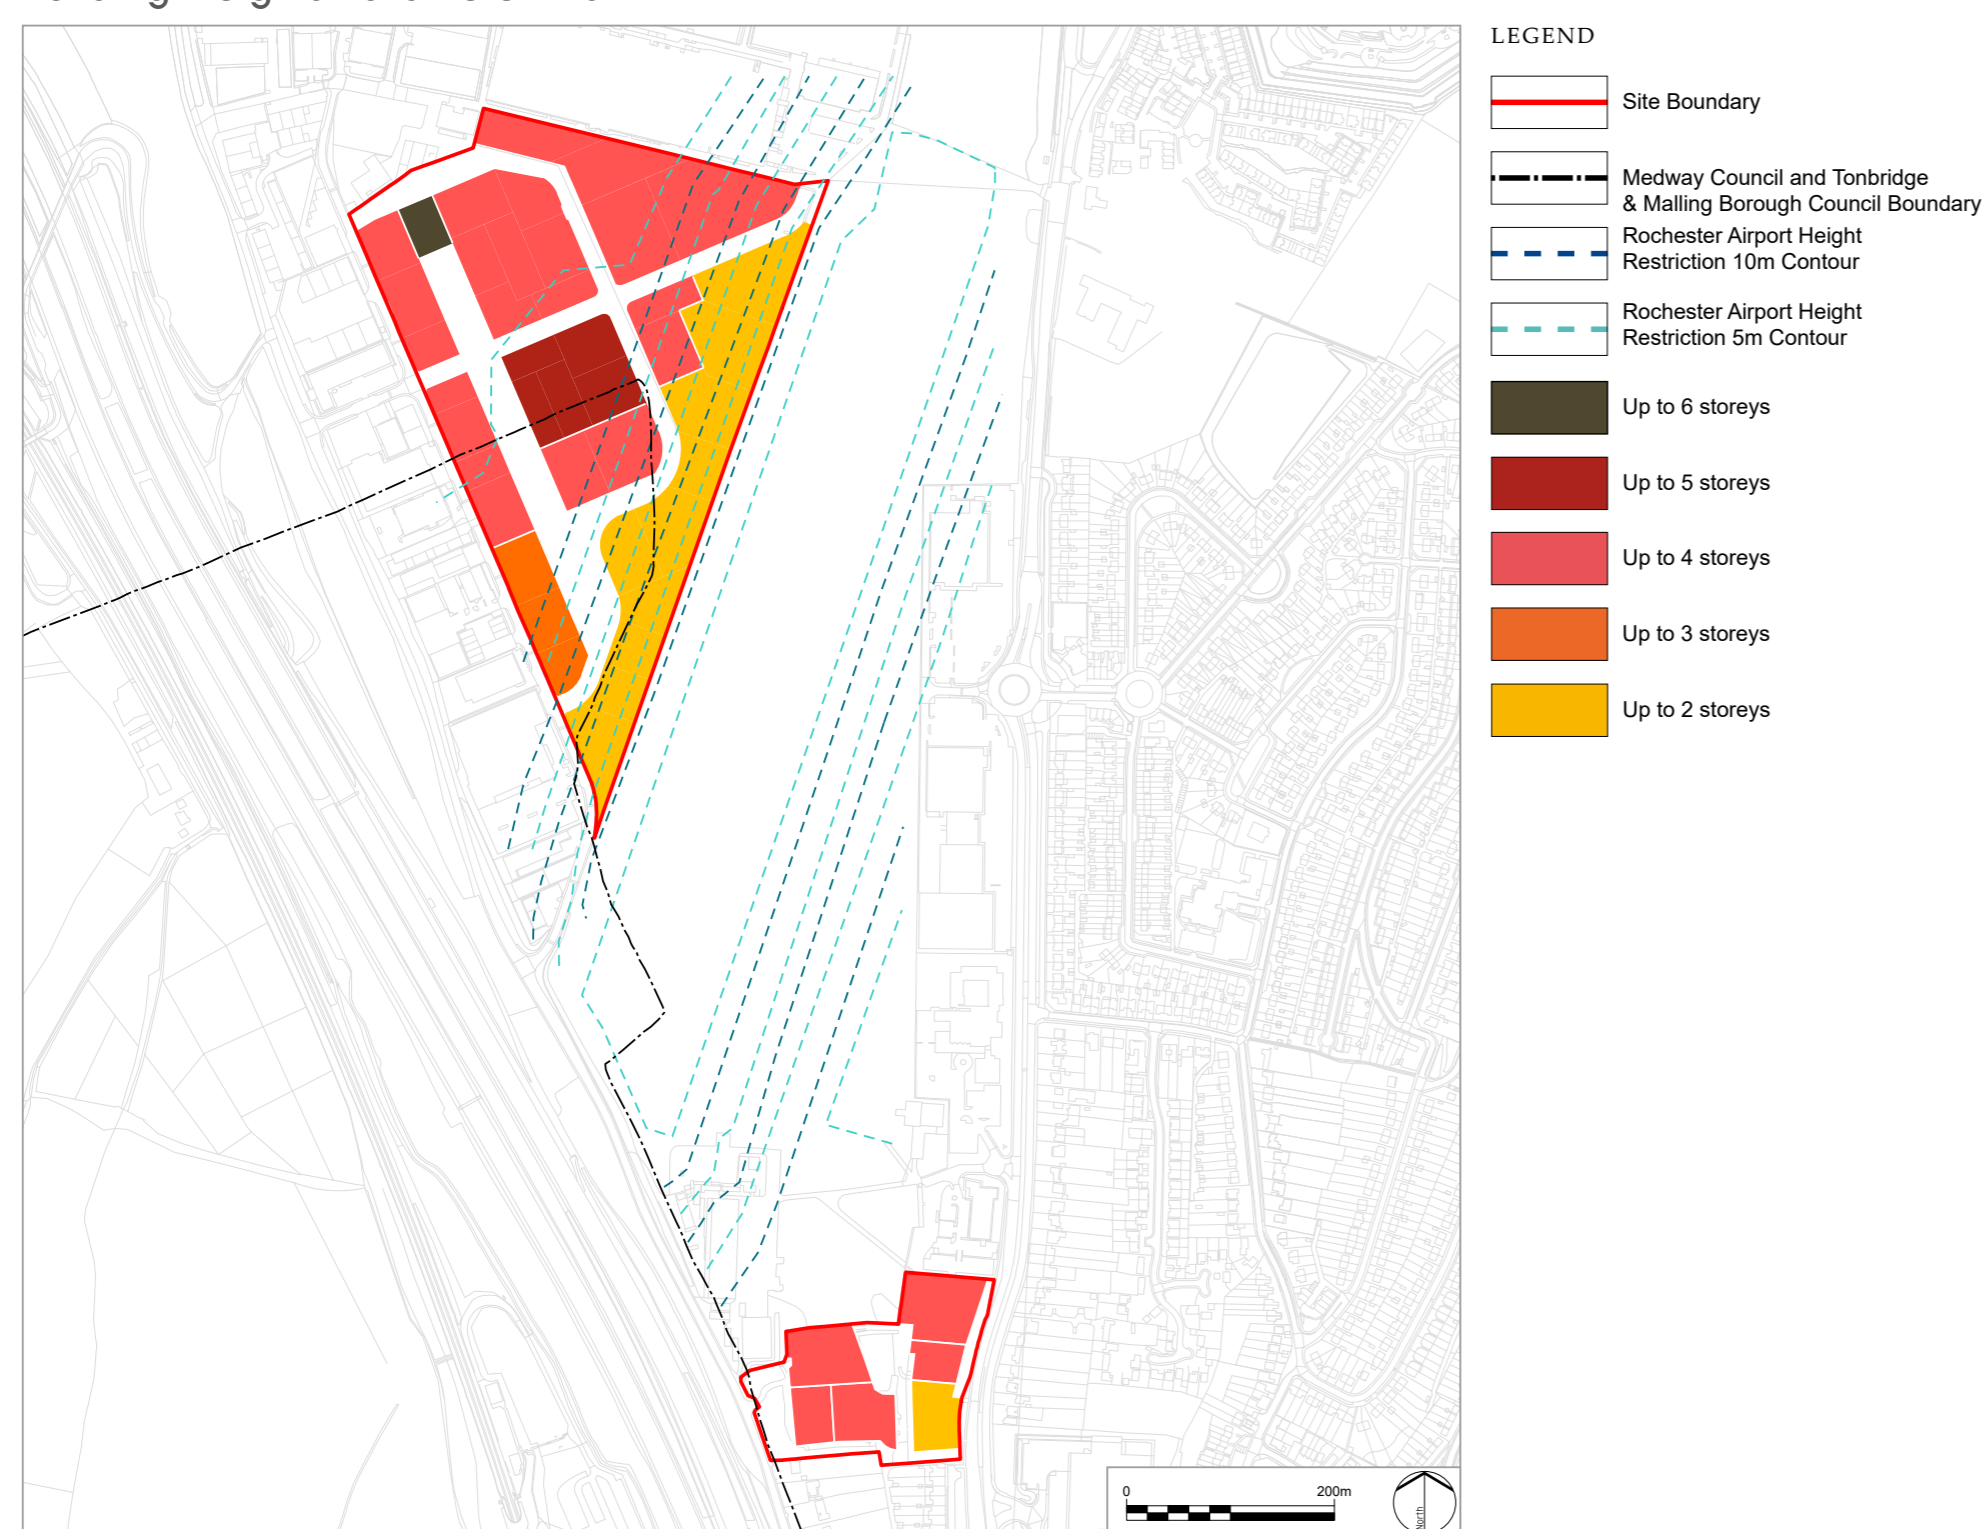 LEGEND
Site Boundary
Medway Council and Tonbridge
& Malling Borough Council Boundary
Rochester Airport Height
Restriction 10m Contour
Rochester Airport Height
Restriction 5m Contour
Up to 6 storeys
Up to 5 storeys
Up to 4 storeys
Up to 3 storeys
Up to 2 storeys
0 200m
North